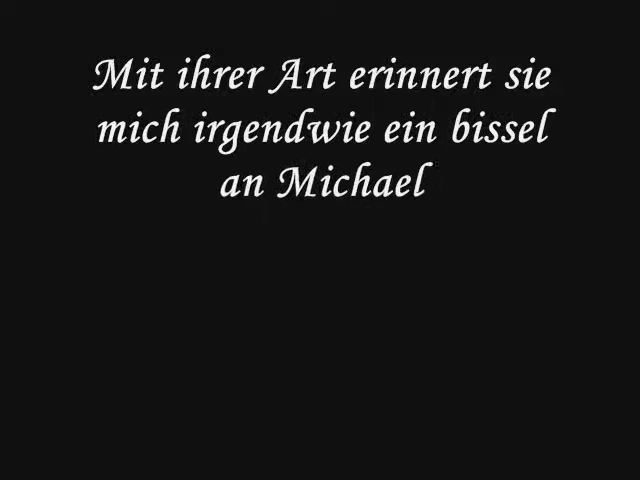 Mit ihrer Art erinnert sie
mich irgendwie ein bissel
an Michael